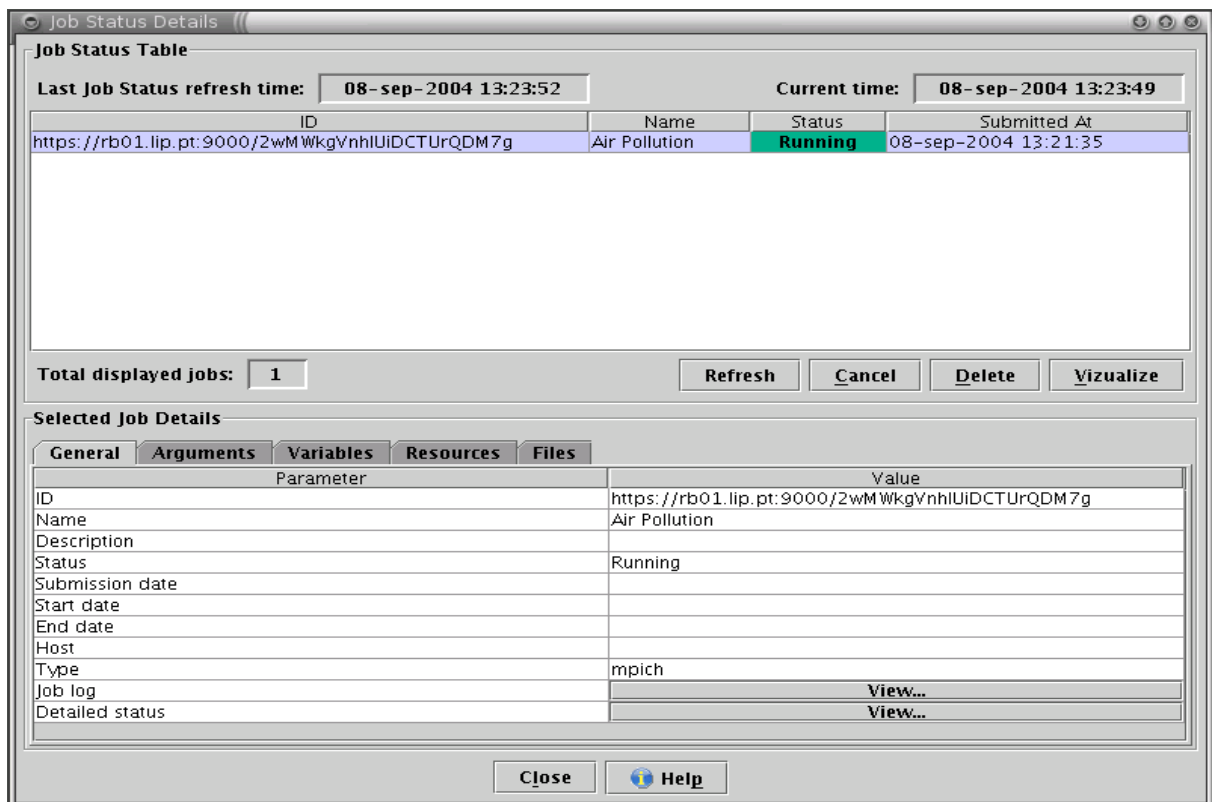 Job Status Details
Job Status Table
Last Job Status refresh time: 08-sep-2004 13:23:52 Current time: 08-sep-2004 13:23:49
ID Name Status Submitted At
https://rb01.lip.pt:9000/2wMWkgVnhlUiDCTUrQDM7g Air Pollution Running 08-sep-2004 13:21:35
Total displayed jobs: 1 Refresh Cancel Delete Vizualize
Selected Job Details
General Arguments Variables Resources Files
Parameter Value
ID https://rb01.lip.pt:9000/2wMWkgVnhlUiDCTUrQDM7g
Name Air Pollution
Description
Status Running
Submission date
Start date
End date
Host
Type mpich
Job log View...
Detailed status View...
Close Help